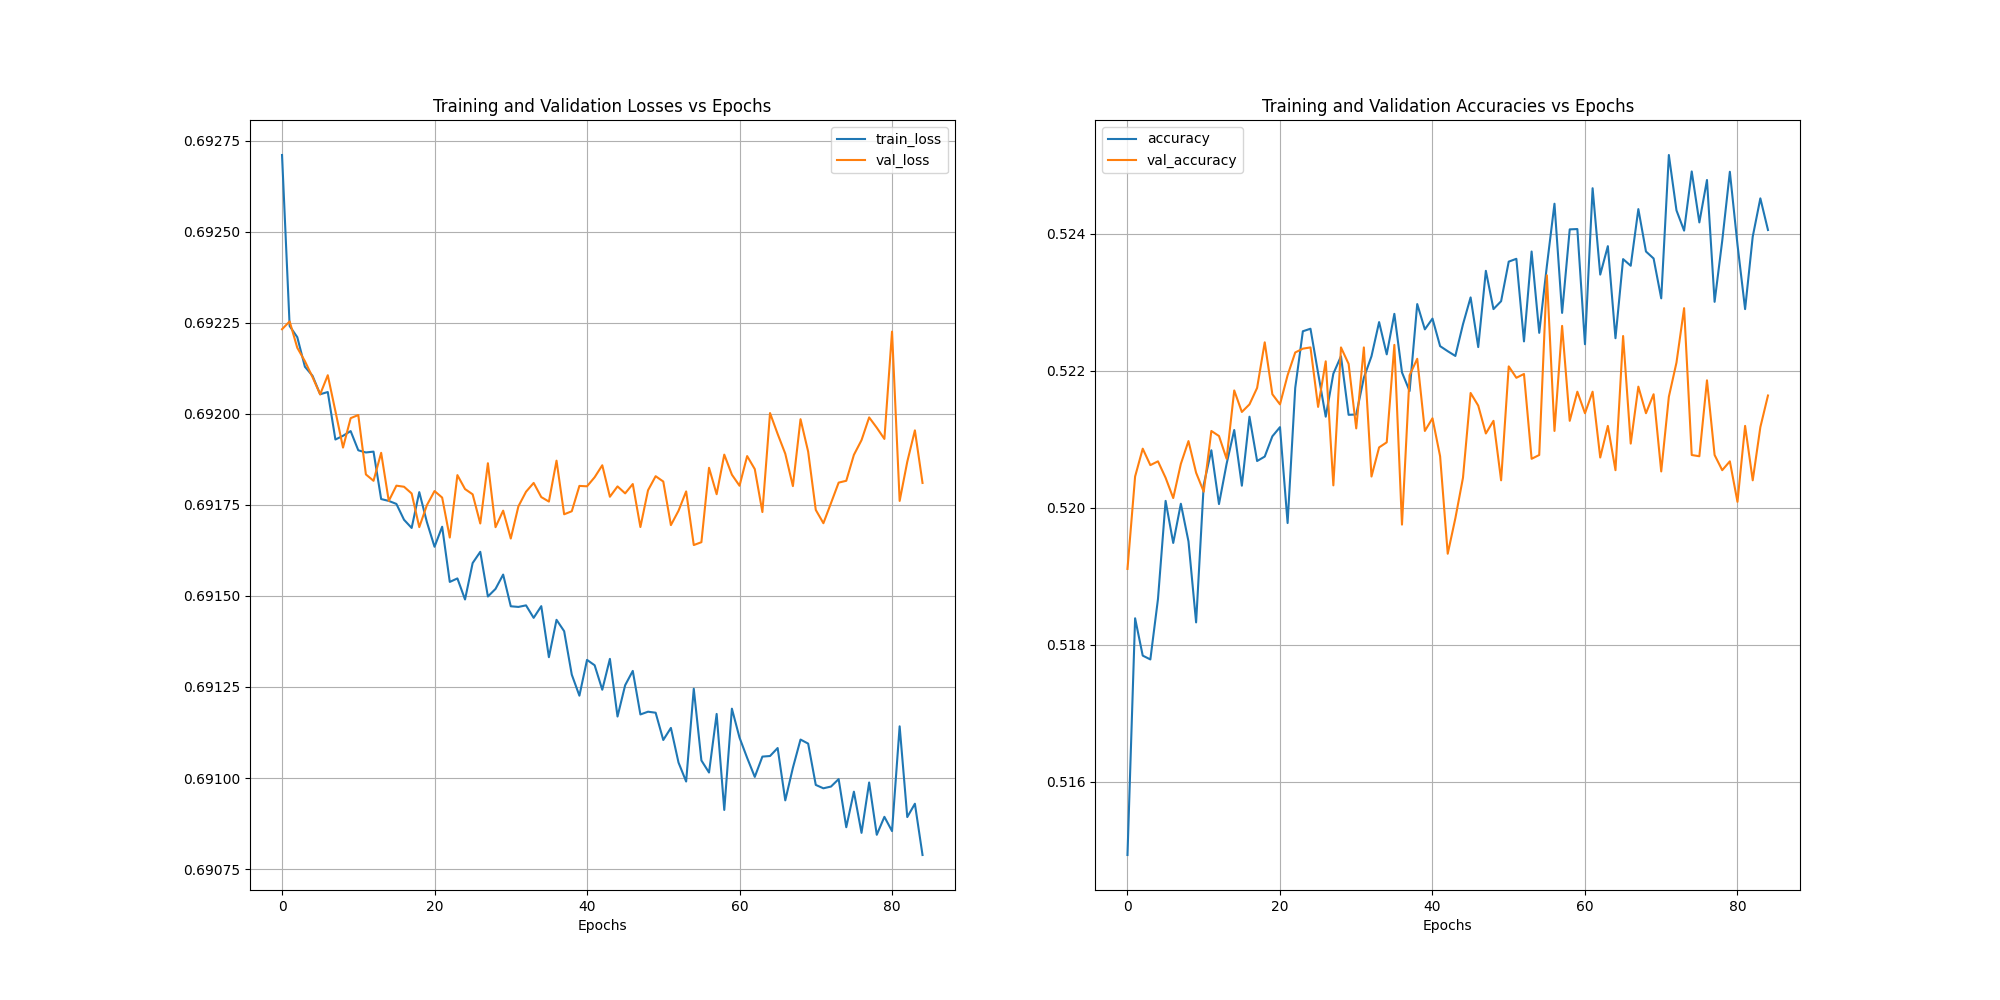 Training and Validation Losses vs Epochs
train_loss
val_loss
0.69275
0.69250
0.69225
0.69200
0.69175
0.69150
0.69125
0.69100
0.69075
0 20 40 60 80
Epochs
Training and Validation Accuracies vs Epochs
accuracy
val_accuracy
0.524
0.522
0.520
0.518
0.516
0 20 40 60 80
Epochs